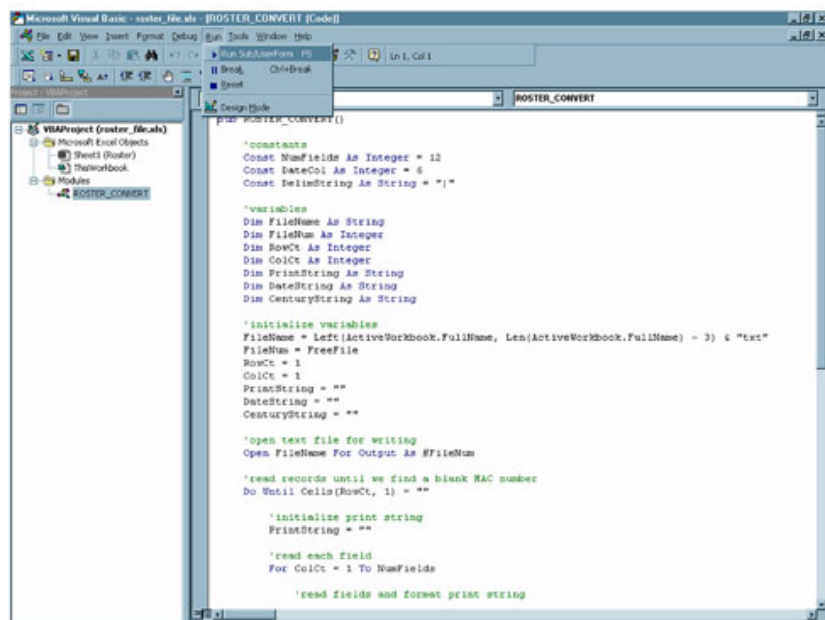 Microsoft Visual Basic - roster_file.xls - [ROSTER_CONVERT (Code)]
File Edit View Insert Format Debug Run Tools Window Help
Run Sub/UserForm F5
Ln 1, Col 1
Break Ctrl+Break
Reset
Design Mode
Project - VBAProject
ROSTER_CONVERT
VBAProject (roster_file.xls)
Microsoft Excel Objects
Sheet1 (Roster)
ThisWorkbook
Modules
ROSTER_CONVERT
Sub ROSTER_CONVERT()
'constants
Const NumFields As Integer = 12
Const DateCol As Integer = 6
Const DelimString As String = "|"
'variables
Dim FileName As String
Dim FileNum As Integer
Dim RowCt As Integer
Dim ColCt As Integer
Dim PrintString As String
Dim DateString As String
Dim CenturyString As String
'initialize variables
FileName = Left(ActiveWorkbook.FullName, Len(ActiveWorkbook.FullName) - 3) & "txt"
FileNum = FreeFile
RowCt = 1
ColCt = 1
PrintString = ""
DateString = ""
CenturyString = ""
'open text file for writing
Open FileName For Output As #FileNum
'read records until we find a blank MAC number
Do Until Cells(RowCt, 1) = ""
'initialize print string
PrintString = ""
'read each field
For ColCt = 1 To NumFields
'read fields and format print string